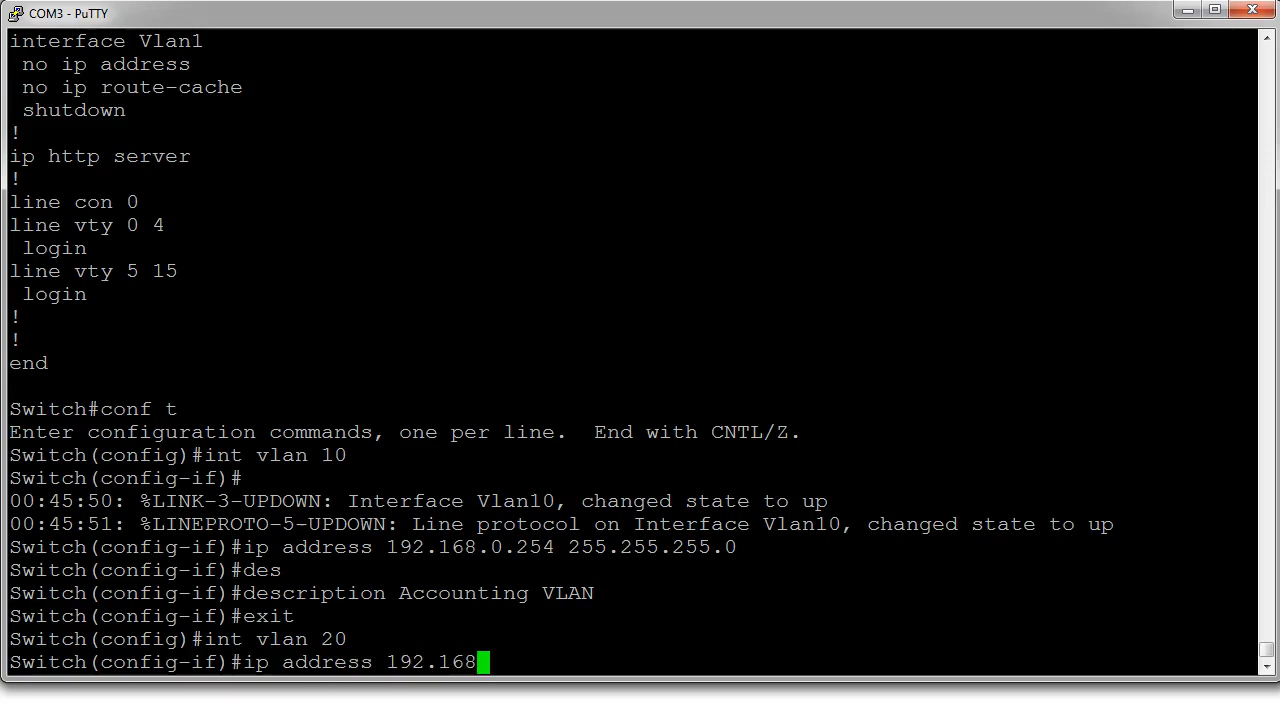 COM3 - PuTTY
interface Vlan1
 no ip address
 no ip route-cache
 shutdown
!
ip http server
!
line con 0
line vty 0 4
 login
line vty 5 15
 login
!
!
end

Switch#conf t
Enter configuration commands, one per line.  End with CNTL/Z.
Switch(config)#int vlan 10
Switch(config-if)#
00:45:50: %LINK-3-UPDOWN: Interface Vlan10, changed state to up
00:45:51: %LINEPROTO-5-UPDOWN: Line protocol on Interface Vlan10, changed state to up
Switch(config-if)#ip address 192.168.0.254 255.255.255.0
Switch(config-if)#des
Switch(config-if)#description Accounting VLAN
Switch(config-if)#exit
Switch(config)#int vlan 20
Switch(config-if)#ip address 192.168